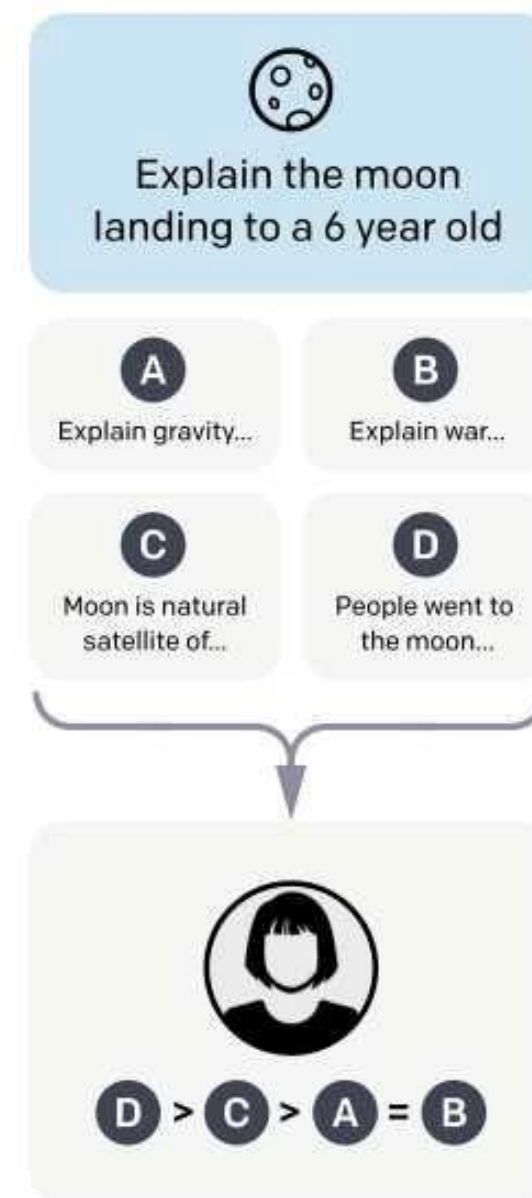 Explain the moon
landing to a 6 year old
A
Explain gravity...
B
Explain war...
C
Moon is natural
satellite of...
D
People went to
the moon...
D > C > A = B